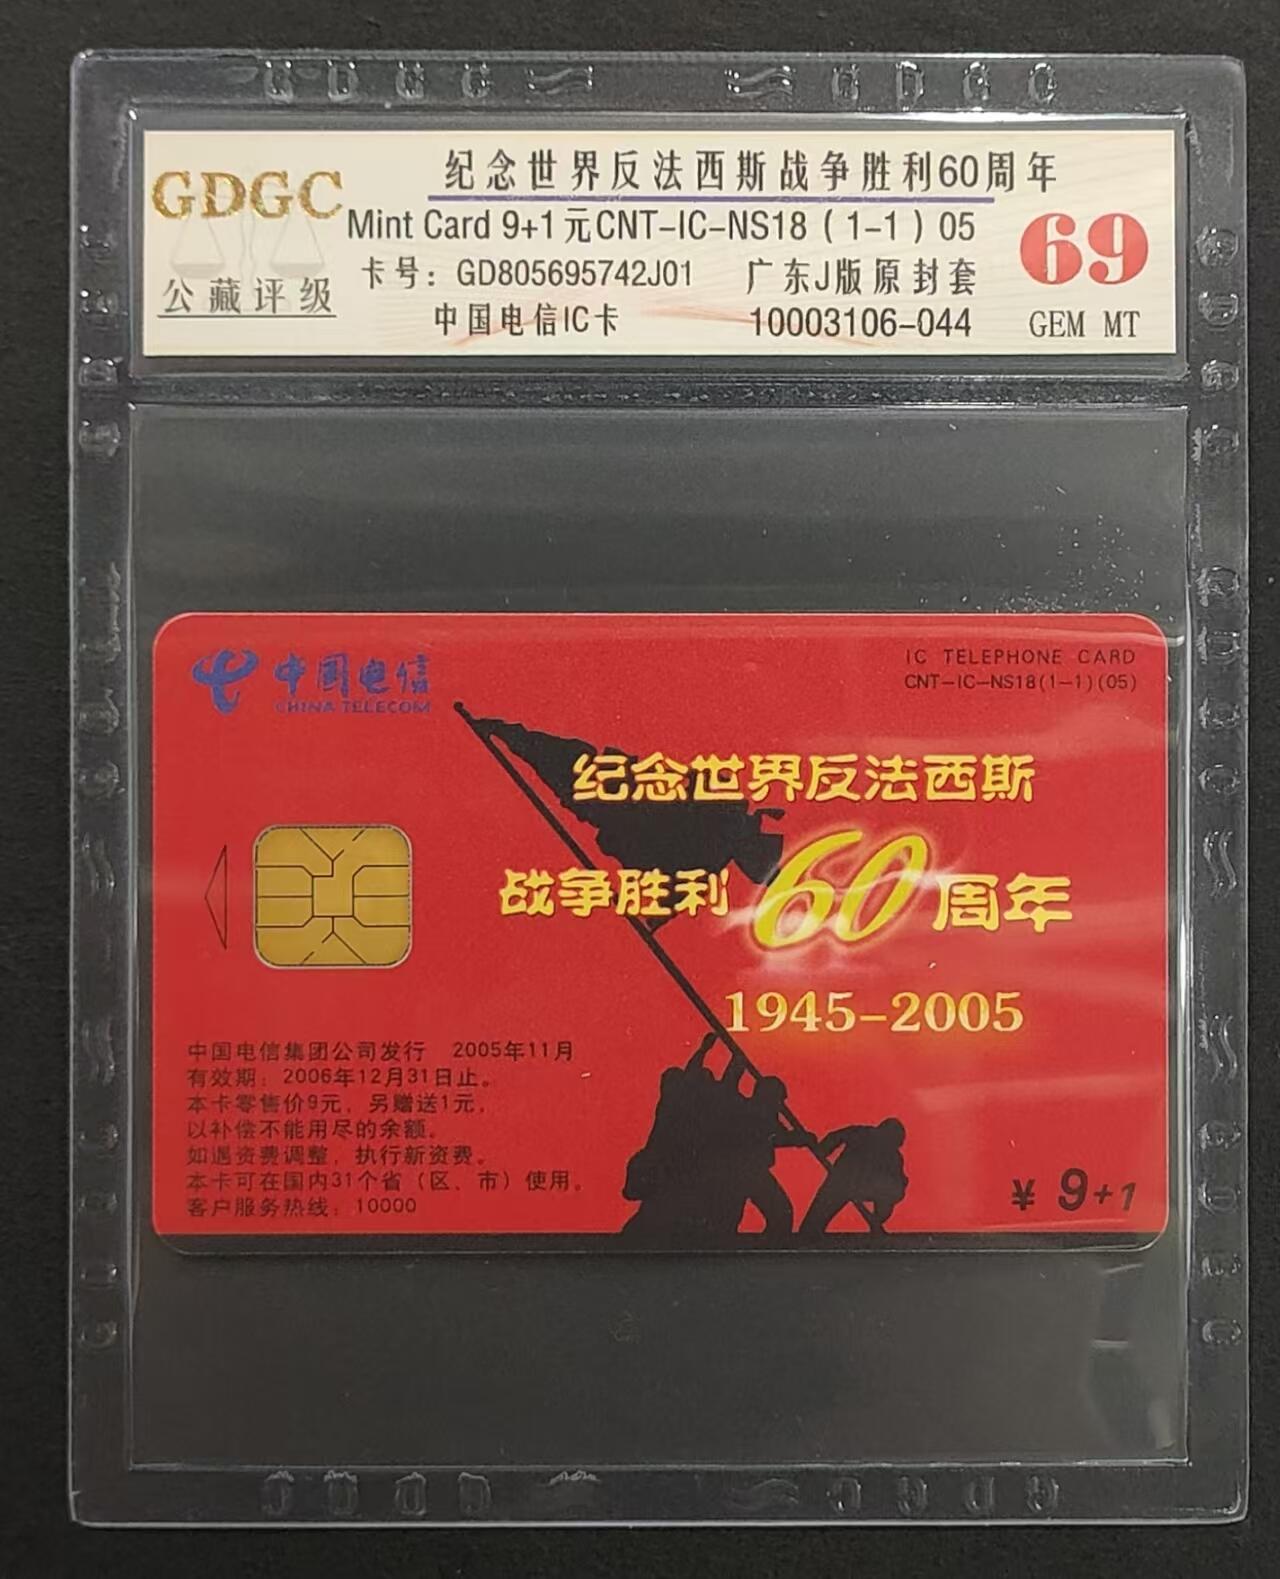 GDGC
公藏评级
纪念世界反法西斯战争胜利60周年
Mint Card 9+1元CNT-IC-NS18（1-1）05
卡号：GD805695742J01 广东J版原封套
中国电信IC卡 10003106-044
69
GEM MT
中国电信
CHINA TELECOM
IC TELEPHONE CARD
CNT-IC-NS18(1-1)(05)
纪念世界反法西斯
战争胜利60周年
1945-2005
中国电信集团公司发行 2005年11月
有效期：2006年12月31日止。
本卡零售价9元，另赠送1元，
以补偿不能用尽的余额。
如遇资费调整，执行新资费。
本卡可在国内31个省（区、市）使用。
客户服务热线：10000
¥ 9+1